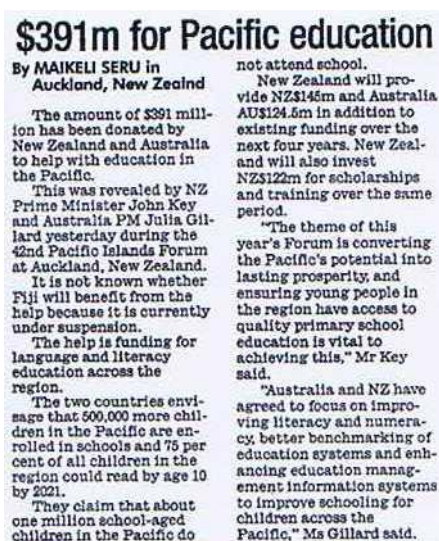 $391m for Pacific education
By MAIKELI SERU in
Auckland, New Zealnd
The amount of $391 mill-
ion has been donated by
New Zealand and Australia
to help with education in
the Pacific.
This was revealed by NZ
Prime Minister John Key
and Australia PM Julia Gil-
lard yesterday during the
42nd Pacific Islands Forum
at Auckland, New Zealand.
It is not known whether
Fiji will benefit from the
help because it is currently
under suspension.
The help is funding for
language and literacy
education across the
region.
The two countries envi-
sage that 500,000 more chil-
dren in the Pacific are en-
rolled in schools and 75 per
cent of all children in the
region could read by age 10
by 2021.
They claim that about
one million school-aged
children in the Pacific do
not attend school.
New Zealand will pro-
vide NZ$145m and Australia
AU$124.5m in addition to
existing funding over the
next four years. New Zeal-
and will also invest
NZ$122m for scholarships
and training over the same
period.
"The theme of this
year's Forum is converting
the Pacific's potential into
lasting prosperity, and
ensuring young people in
the region have access to
quality primary school
education is vital to
achieving this," Mr Key
said.
"Australia and NZ have
agreed to focus on impro-
ving literacy and numera-
cy, better benchmarking of
education systems and enh-
ancing education manag-
ement information systems
to improve schooling for
children across the
Pacific," Ms Gillard said.